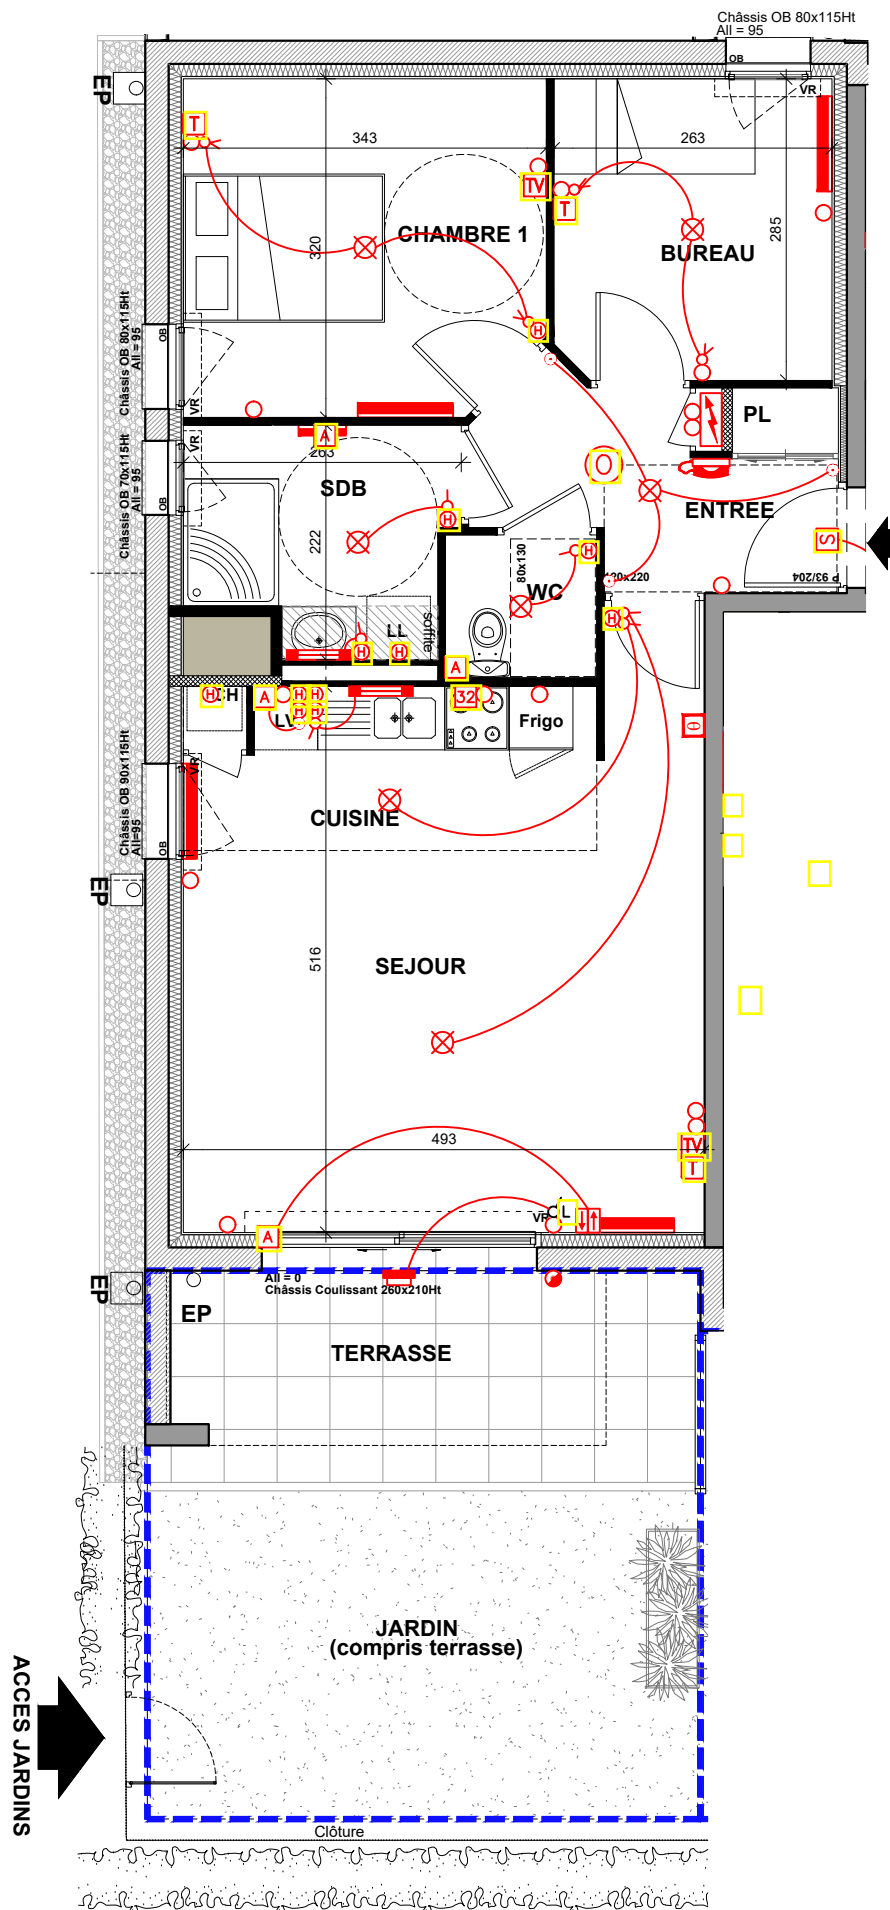 Châssis OB 80x115Ht
All = 95
OB
VR
EP
T
343
263
TV
T
CHAMBRE 1
BUREAU
320
285
H
Châssis OB 80x115Ht
All = 95
OB
VR
PL
A
263
SDB
O
ENTREE
Châssis OB 70x115Ht
All = 95
VR
222
H
H
S
80x130
WC
120x220
P 93/204
LL
soffite
H
H
H
A
H
CH
A
H
H
H
H
LV
32
Frigo
θ
Châssis OB 90x115Ht
All=95
OB
VR
CUISINE
EP
516
SEJOUR
493
TV
T
A
VR
L
EP
All = 0
Châssis Coulissant 260x210Ht
EP
TERRASSE
JARDIN
(compris terrasse)
ACCES JARDINS
Clôture